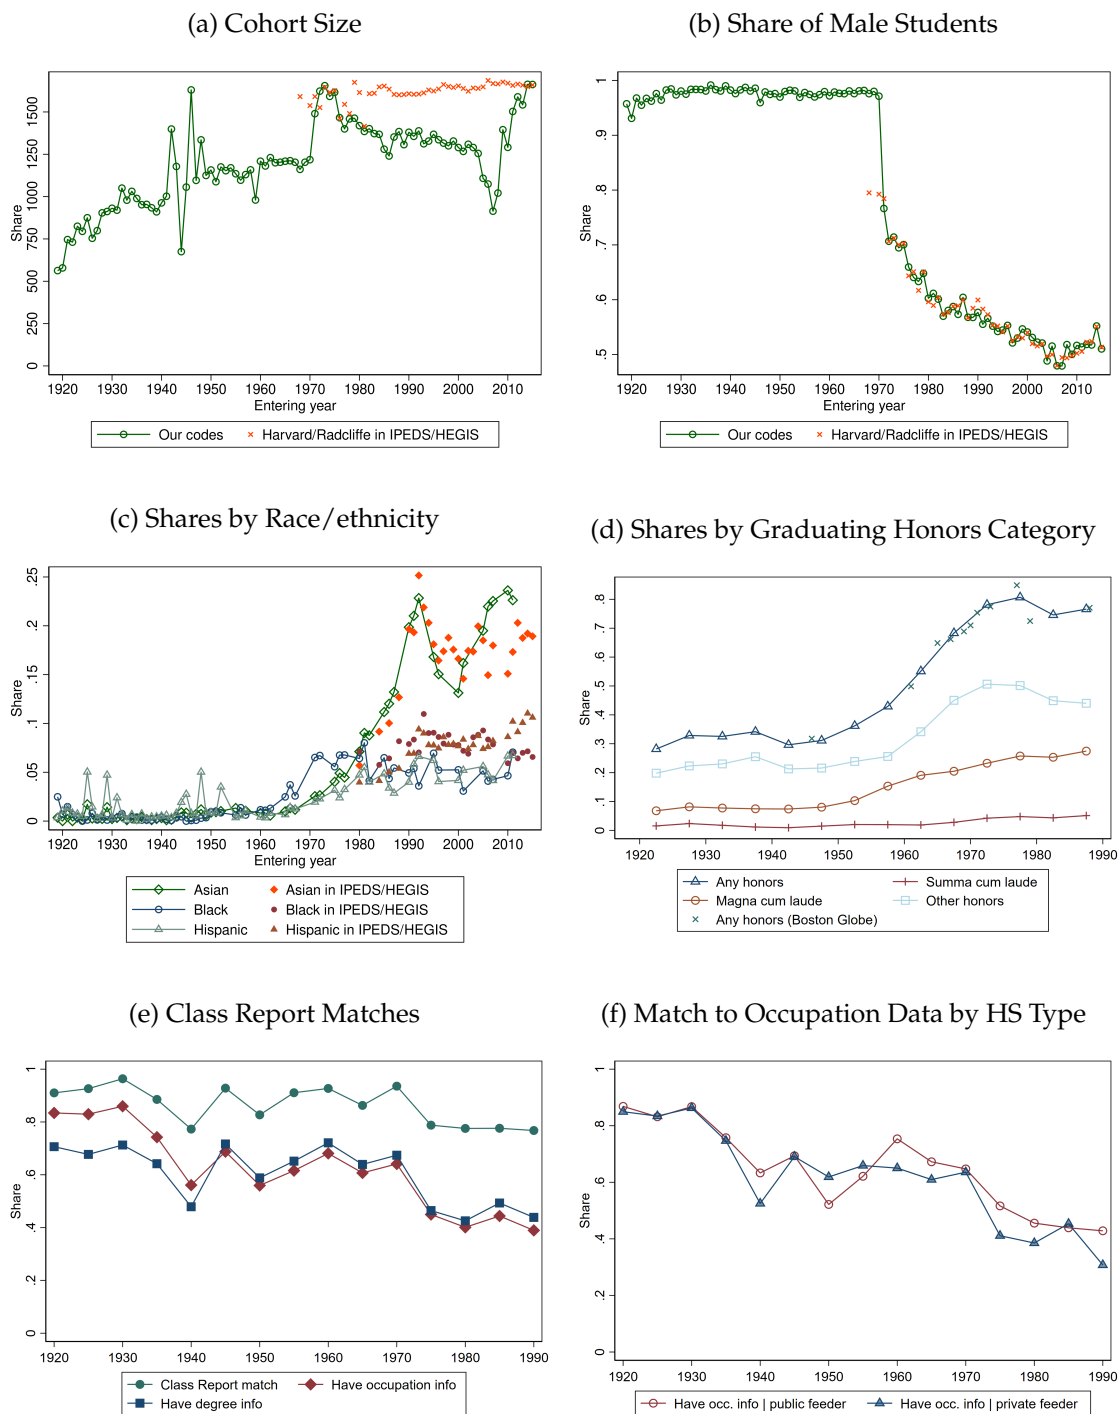 (a) Cohort Size
Share
0 250 500 750 1000 1250 1500
1920 1930 1940 1950 1960 1970 1980 1990 2000 2010
Entering year
Our codes Harvard/Radcliffe in IPEDS/HEGIS
(b) Share of Male Students
Share
.5 .6 .7 .8 .9 1
1920 1930 1940 1950 1960 1970 1980 1990 2000 2010
Entering year
Our codes Harvard/Radcliffe in IPEDS/HEGIS
(c) Shares by Race/ethnicity
Share
0 .05 .1 .15 .2 .25
1920 1930 1940 1950 1960 1970 1980 1990 2000 2010
Entering year
Asian Asian in IPEDS/HEGIS
Black Black in IPEDS/HEGIS
Hispanic Hispanic in IPEDS/HEGIS
(d) Shares by Graduating Honors Category
Share
0 .1 .2 .3 .4 .5 .6 .7 .8
1920 1930 1940 1950 1960 1970 1980 1990
Any honors Summa cum laude
Magna cum laude Other honors
Any honors (Boston Globe)
(e) Class Report Matches
Share
0 .2 .4 .6 .8 1
1920 1930 1940 1950 1960 1970 1980 1990
Class Report match Have occupation info
Have degree info
(f) Match to Occupation Data by HS Type
Share
0 .2 .4 .6 .8 1
1920 1930 1940 1950 1960 1970 1980 1990
Have occ. info | public feeder Have occ. info | private feeder